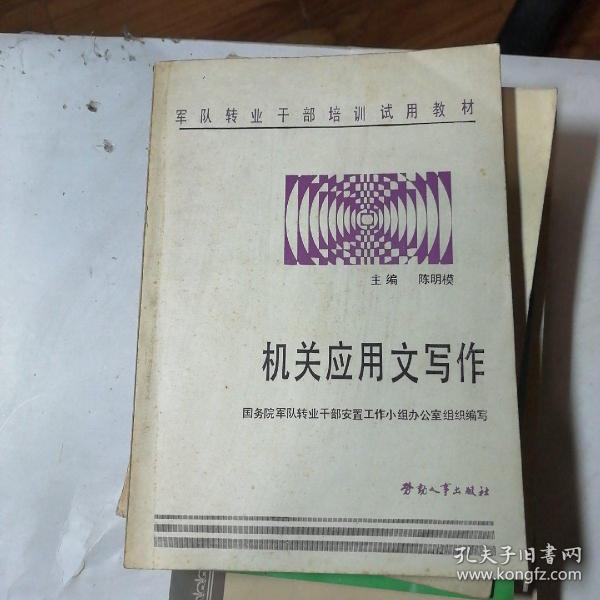 军队转业干部培训试用教材
主编 陈明模
机关应用文写作
国务院军队转业干部安置工作小组办公室组织编写
劳动人事出版社
孔夫子旧书网
www.kongfz.com